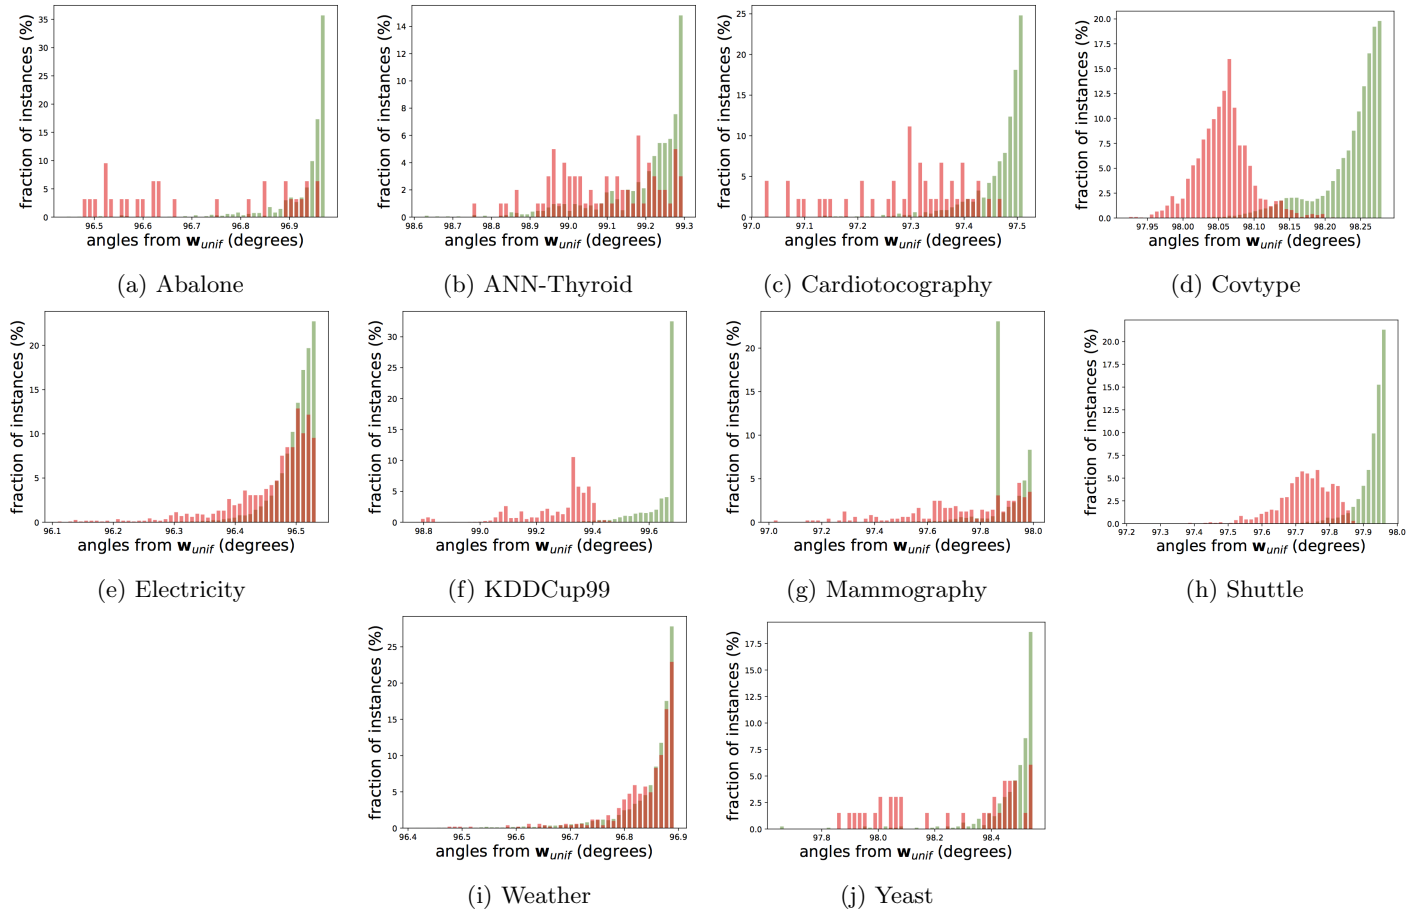 fraction of instances (%)
35
30
25
20
15
10
5
0
96.5 96.6 96.7 96.8 96.9
angles from w_unif (degrees)
(a) Abalone
fraction of instances (%)
14
12
10
8
6
4
2
0
98.6 98.7 98.8 98.9 99.0 99.1 99.2 99.3
angles from w_unif (degrees)
(b) ANN-Thyroid
fraction of instances (%)
25
20
15
10
5
0
97.0 97.1 97.2 97.3 97.4 97.5
angles from w_unif (degrees)
(c) Cardiotocography
fraction of instances (%)
20.0
17.5
15.0
12.5
10.0
7.5
5.0
2.5
0.0
97.95 98.00 98.05 98.10 98.15 98.20 98.25
angles from w_unif (degrees)
(d) Covtype
fraction of instances (%)
20
15
10
5
0
96.1 96.2 96.3 96.4 96.5
angles from w_unif (degrees)
(e) Electricity
fraction of instances (%)
30
25
20
15
10
5
0
98.8 99.0 99.2 99.4 99.6
angles from w_unif (degrees)
(f) KDDCup99
fraction of instances (%)
20
15
10
5
0
97.0 97.2 97.4 97.6 97.8 98.0
angles from w_unif (degrees)
(g) Mammography
fraction of instances (%)
20.0
17.5
15.0
12.5
10.0
7.5
5.0
2.5
0.0
97.2 97.3 97.4 97.5 97.6 97.7 97.8 97.9 98.0
angles from w_unif (degrees)
(h) Shuttle
fraction of instances (%)
25
20
15
10
5
0
96.4 96.5 96.6 96.7 96.8 96.9
angles from w_unif (degrees)
(i) Weather
fraction of instances (%)
17.5
15.0
12.5
10.0
7.5
5.0
2.5
0.0
97.8 98.0 98.2 98.4
angles from w_unif (degrees)
(j) Yeast